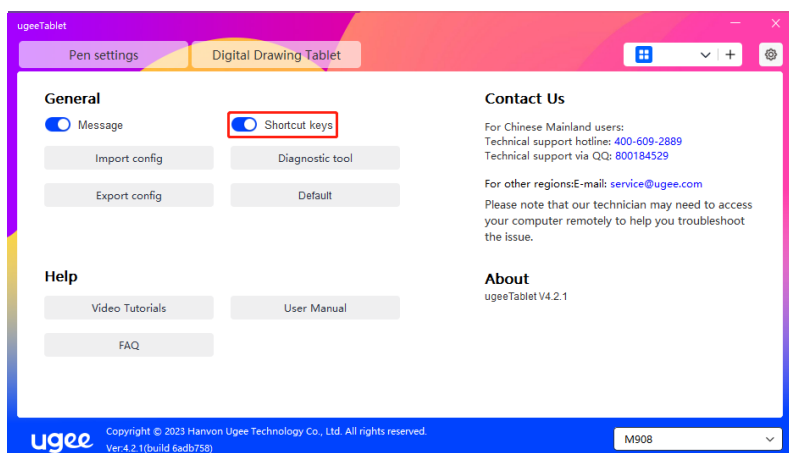 ugeeTablet
Pen settings
Digital Drawing Tablet
General
Message
Shortcut keys
Import config
Diagnostic tool
Export config
Default
Help
Video Tutorials
User Manual
FAQ
Contact Us
For Chinese Mainland users:
Technical support hotline: 400-609-2889
Technical support via QQ: 800184529
For other regions:E-mail: service@ugee.com
Please note that our technician may need to access
your computer remotely to help you troubleshoot
the issue.
About
ugeeTablet V4.2.1
ugee
Copyright © 2023 Hanvon Ugee Technology Co., Ltd. All rights reserved.
Ver:4.2.1(build 6adb758)
M908